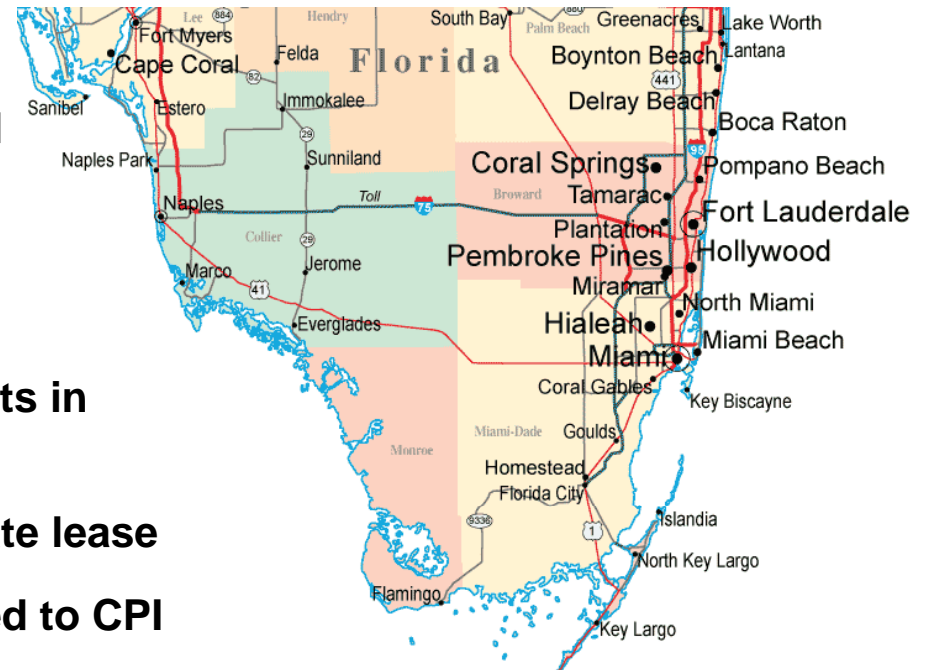 Lee
884
Hendry
South Bay
880
Palm Beach
Greenacres
Lake Worth
Fort Myers
Felda
Florida
Boynton Beach
Lantana
Cape Coral
82
441
Sanibel
Estero
Immokalee
Delray Beach
29
95
Boca Raton
Naples Park
Sunniland
Coral Springs
Pompano Beach
Toll
75
Broward
Tamarac
Naples
Fort Lauderdale
Collier
29
Plantation
Pembroke Pines
Hollywood
Marco
Jerome
Miramar
41
North Miami
Everglades
Hialeah
Miami Beach
Miami
ts in
Coral Gables
Key Biscayne
Monroe
Miami-Dade
Goulds
Homestead
Florida City
te lease
9336
1
Islandia
North Key Largo
Flamingo
ed to CPI
Key Largo